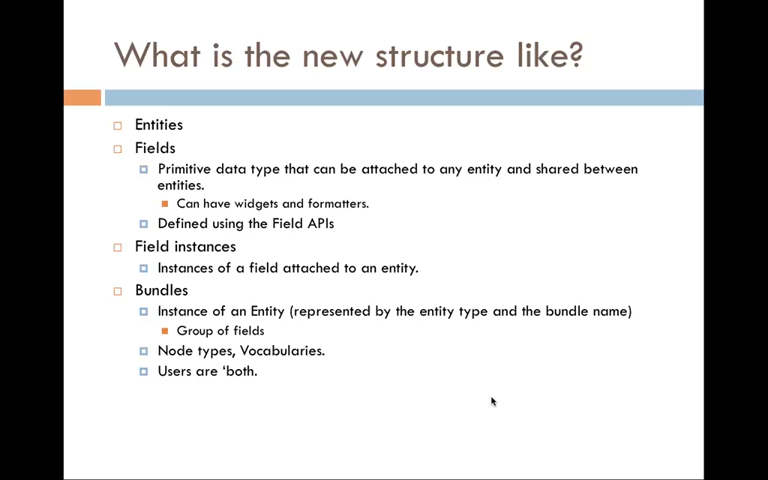 What is the new structure like?
Entities
Fields
Primitive data type that can be attached to any entity and shared between
entities.
Can have widgets and formatters.
Defined using the Field APIs
Field instances
Instances of a field attached to an entity.
Bundles
Instance of an Entity (represented by the entity type and the bundle name)
Group of fields
Node types, Vocabularies.
Users are ‘both.